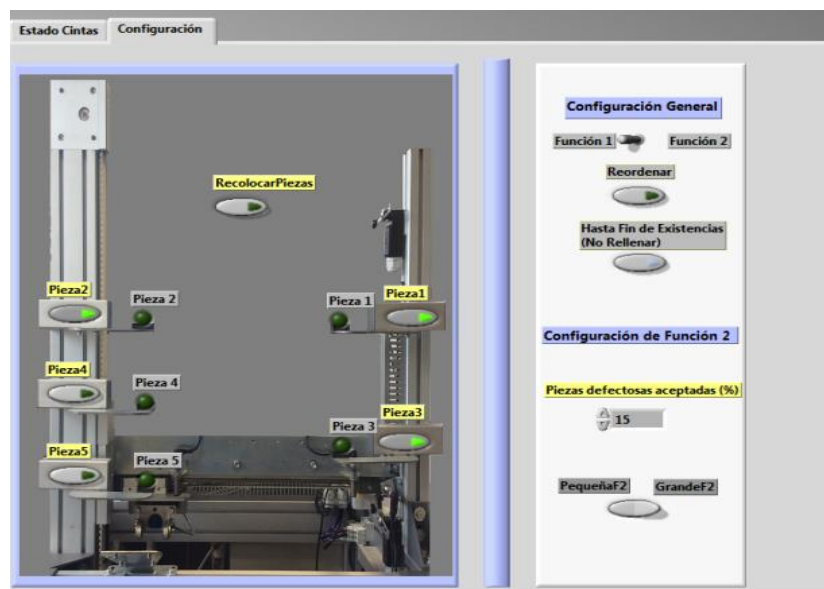 Estado Cintas
Configuración
RecolocarPiezas
Pieza2
Pieza 2
Pieza 1
Pieza1
Pieza4
Pieza 4
Pieza 3
Pieza3
Pieza5
Pieza 5
Configuración General
Función 1
Función 2
Reordenar
Hasta Fin de Existencias
(No Rellenar)
Configuración de Función 2
Piezas defectosas aceptadas (%)
15
PequeñaF2
GrandeF2